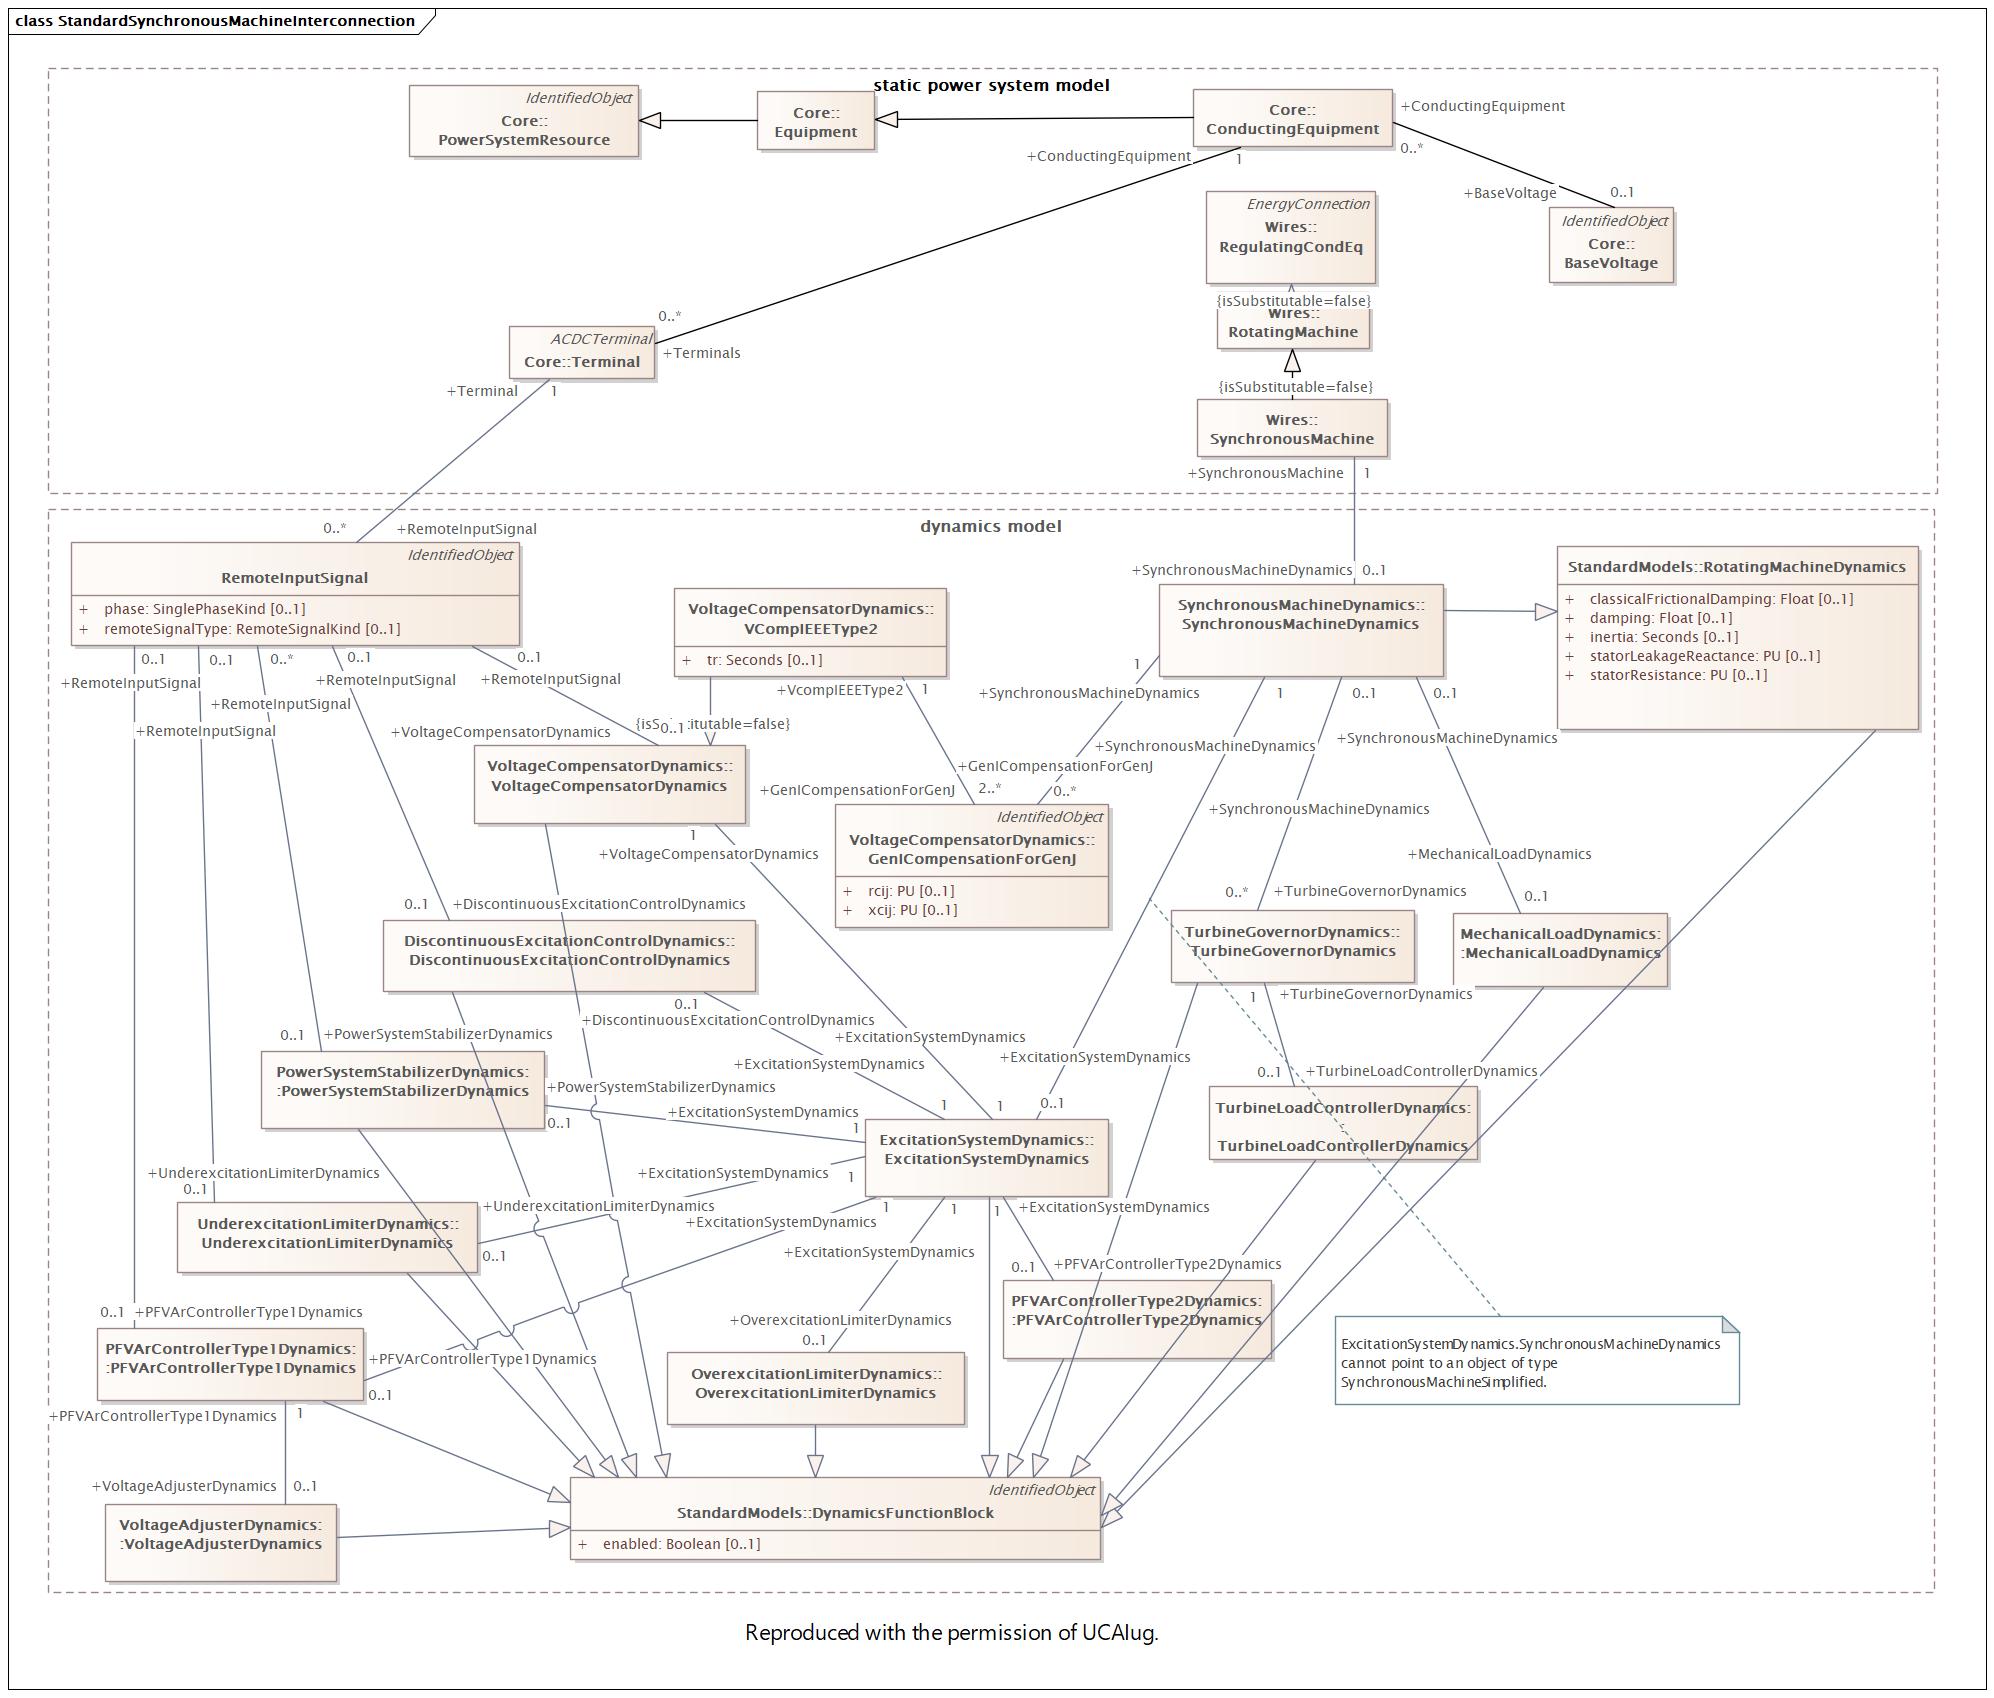 class StandardSynchronousMachineInterconnection
static power system model
IdentifiedObject
Core::
PowerSystemResource
Core::
Equipment
Core::
ConductingEquipment
+ConductingEquipment
0..*
+ConductingEquipment
1
+BaseVoltage
0..1
IdentifiedObject
Core::
BaseVoltage
EnergyConnection
Wires::
RegulatingCondEq
{isSubstitutable=false}
Wires::
RotatingMachine
{isSubstitutable=false}
Wires::
SynchronousMachine
+SynchronousMachine
1
0..*
+Terminals
ACDCTerminal
Core::Terminal
+Terminal
1
dynamics model
0..*
+RemoteInputSignal
IdentifiedObject
RemoteInputSignal
+ phase: SinglePhaseKind [0..1]
+ remoteSignalType: RemoteSignalKind [0..1]
0..1
+RemoteInputSignal
0..1
+RemoteInputSignal
0..*
+RemoteInputSignal
0..1
+RemoteInputSignal
0..1
+RemoteInputSignal
VoltageCompensatorDynamics::
VCompIEEEType2
+ tr: Seconds [0..1]
+VcompIEEEType2
1
+SynchronousMachineDynamics
0..1
SynchronousMachineDynamics::
SynchronousMachineDynamics
StandardModels::RotatingMachineDynamics
+ classicalFrictionalDamping: Float [0..1]
+ damping: Float [0..1]
+ inertia: Seconds [0..1]
+ statorLeakageReactance: PU [0..1]
+ statorResistance: PU [0..1]
1
+SynchronousMachineDynamics
1
+SynchronousMachineDynamics
0..1
+SynchronousMachineDynamics
0..1
+SynchronousMachineDynamics
+VoltageCompensatorDynamics
0..1
VoltageCompensatorDynamics::
VoltageCompensatorDynamics
1
+VoltageCompensatorDynamics
+GenICompensationForGenJ
2..*
+GenICompensationForGenJ
0..*
IdentifiedObject
VoltageCompensatorDynamics::
GenICompensationForGenJ
+ rcij: PU [0..1]
+ xcij: PU [0..1]
+MechanicalLoadDynamics
0..1
0..*
+TurbineGovernorDynamics
TurbineGovernorDynamics::
TurbineGovernorDynamics
MechanicalLoadDynamics:
:MechanicalLoadDynamics
1
+TurbineGovernorDynamics
0..1
+DiscontinuousExcitationControlDynamics
DiscontinuousExcitationControlDynamics::
DiscontinuousExcitationControlDynamics
0..1
+DiscontinuousExcitationControlDynamics
+ExcitationSystemDynamics
+ExcitationSystemDynamics
+ExcitationSystemDynamics
0..1
+PowerSystemStabilizerDynamics
PowerSystemStabilizerDynamics:
:PowerSystemStabilizerDynamics
+PowerSystemStabilizerDynamics
0..1
+ExcitationSystemDynamics
1
1
1
0..1
0..1
+TurbineLoadControllerDynamics
TurbineLoadControllerDynamics:
:
TurbineLoadControllerDynamics
ExcitationSystemDynamics::
ExcitationSystemDynamics
+ExcitationSystemDynamics
1
+UnderexcitationLimiterDynamics
0..1
UnderexcitationLimiterDynamics::
UnderexcitationLimiterDynamics
+UnderexcitationLimiterDynamics
0..1
+ExcitationSystemDynamics
1
+ExcitationSystemDynamics
1
1
+ExcitationSystemDynamics
0..1
+PFVArControllerType2Dynamics
PFVArControllerType2Dynamics:
:PFVArControllerType2Dynamics
+OverexcitationLimiterDynamics
0..1
OverexcitationLimiterDynamics::
OverexcitationLimiterDynamics
0..1
+PFVArControllerType1Dynamics
PFVArControllerType1Dynamics:
:PFVArControllerType1Dynamics
+PFVArControllerType1Dynamics
0..1
+PFVArControllerType1Dynamics
1
ExcitationSystemDynamics.SynchronousMachineDynamics
cannot point to an object of type
SynchronousMachineSimplified.
+VoltageAdjusterDynamics
0..1
VoltageAdjusterDynamics:
:VoltageAdjusterDynamics
IdentifiedObject
StandardModels::DynamicsFunctionBlock
+ enabled: Boolean [0..1]
Reproduced with the permission of UCAIug.